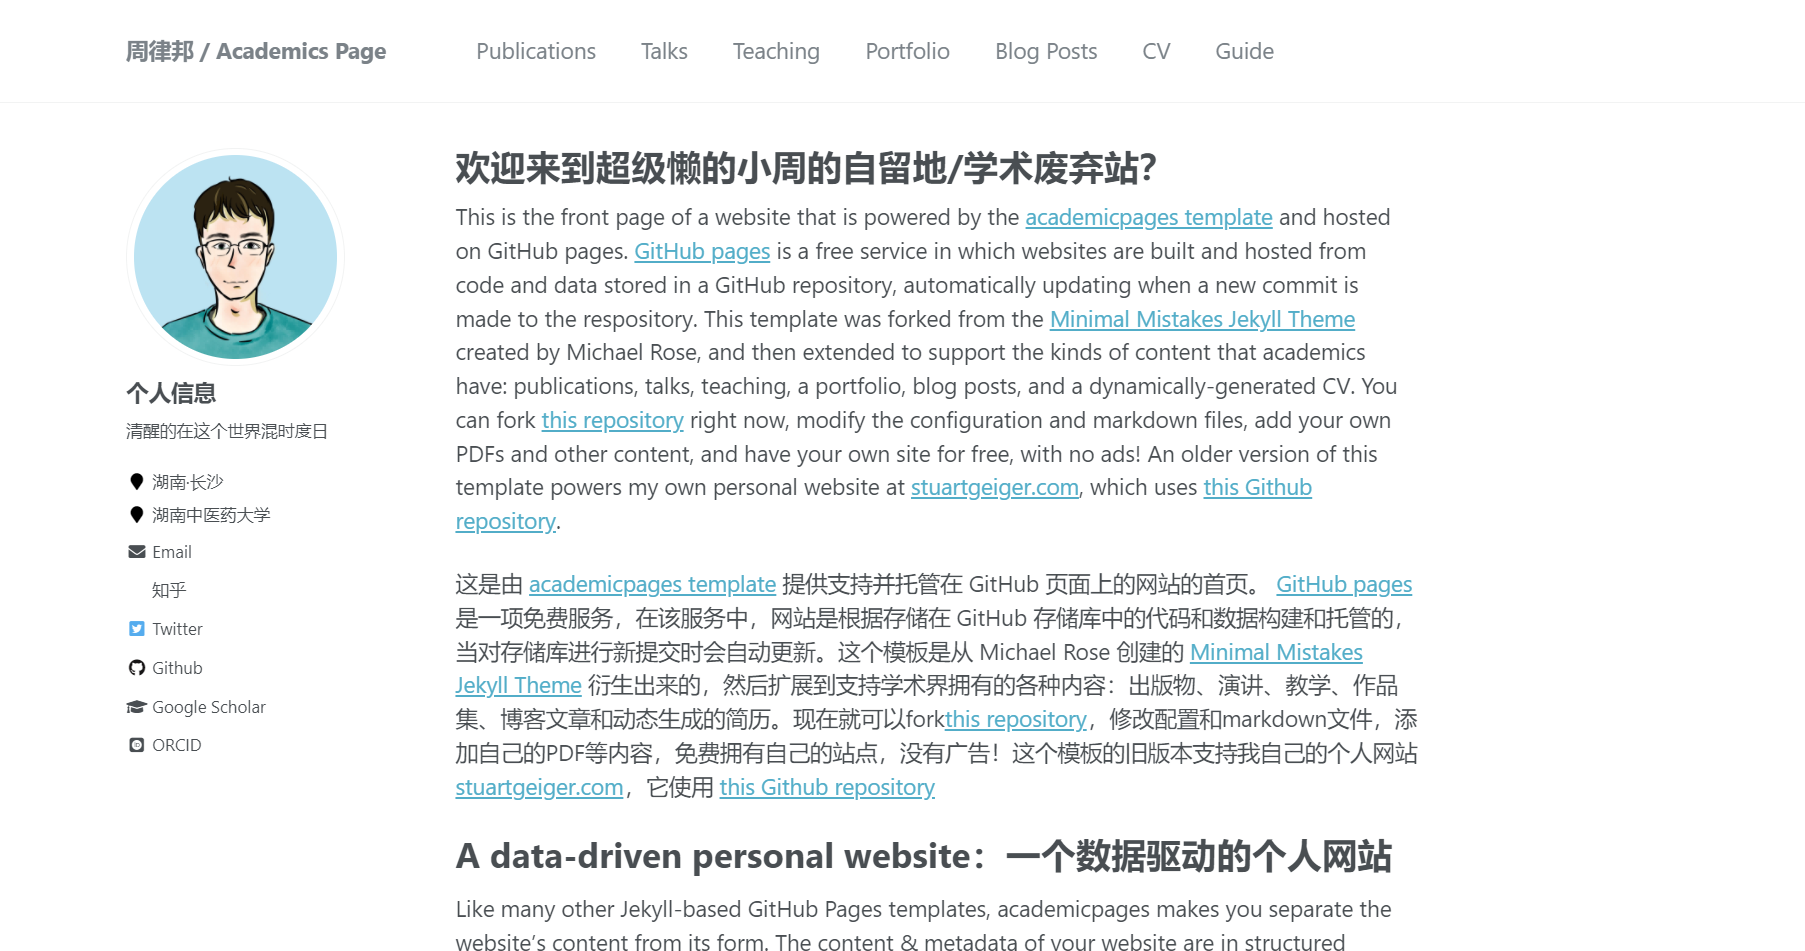 周律邦 / Academics Page
Publications
Talks
Teaching
Portfolio
Blog Posts
CV
Guide
个人信息
清醒的在这个世界混时度日
湖南·长沙
湖南中医药大学
Email
知乎
Twitter
Github
Google Scholar
ORCID
欢迎来到超级懒的小周的自留地/学术废弃站?
This is the front page of a website that is powered by the academicpages template and hosted
on GitHub pages. GitHub pages is a free service in which websites are built and hosted from
code and data stored in a GitHub repository, automatically updating when a new commit is
made to the respository. This template was forked from the Minimal Mistakes Jekyll Theme
created by Michael Rose, and then extended to support the kinds of content that academics
have: publications, talks, teaching, a portfolio, blog posts, and a dynamically-generated CV. You
can fork this repository right now, modify the configuration and markdown files, add your own
PDFs and other content, and have your own site for free, with no ads! An older version of this
template powers my own personal website at stuartgeiger.com, which uses this Github
repository.
这是由 academicpages template 提供支持并托管在 GitHub 页面上的网站的首页。 GitHub pages
是一项免费服务，在该服务中，网站是根据存储在 GitHub 存储库中的代码和数据构建和托管的，
当对存储库进行新提交时会自动更新。这个模板是从 Michael Rose 创建的 Minimal Mistakes
Jekyll Theme 衍生出来的，然后扩展到支持学术界拥有的各种内容：出版物、演讲、教学、作品
集、博客文章和动态生成的简历。现在就可以forkthis repository，修改配置和markdown文件，添
加自己的PDF等内容，免费拥有自己的站点，没有广告！这个模板的旧版本支持我自己的个人网站
stuartgeiger.com，它使用 this Github repository
A data-driven personal website：一个数据驱动的个人网站
Like many other Jekyll-based GitHub Pages templates, academicpages makes you separate the
website’s content from its form. The content & metadata of your website are in structured